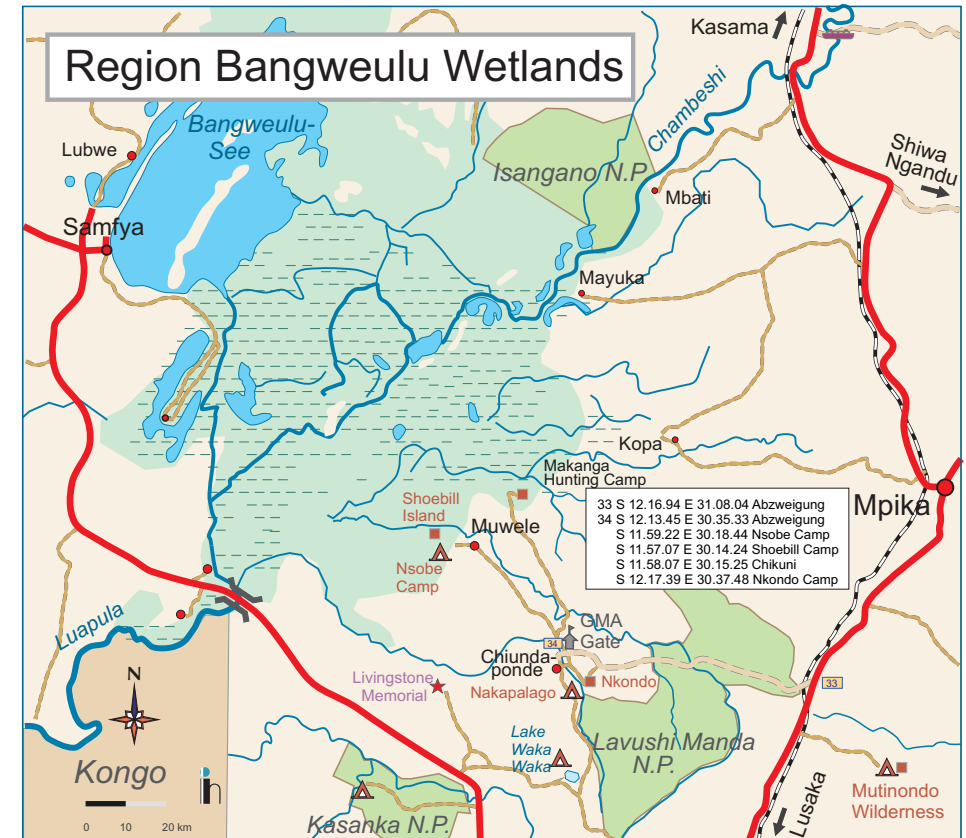 Region Bangweulu Wetlands
Kasama
Bangweulu-
See
Chambeshi
Lubwe
Shiwa
Ngandu
Isangano N.P
Mbati
Samfya
Mayuka
Kopa
Makanga
Hunting Camp
Shoebill
Island
Mpika
33 S 12.16.94 E 31.08.04 Abzweigung
34 S 12.13.45 E 30.35.33 Abzweigung
S 11.59.22 E 30.18.44 Nsobe Camp
S 11.57.07 E 30.14.24 Shoebill Camp
S 11.58.07 E 30.15.25 Chikuni
S 12.17.39 E 30.37.48 Nkondo Camp
Muwele
Nsobe
Camp
Luapula
GMA
Gate
34
Chiunda-
ponde
Livingstone
Memorial
Nkondo
33
Nakapalago
N
Lake
Waka
Waka
Lavushi Manda
N.P.
Kongo
Mutinondo
Wilderness
Lusaka
0 10 20 km
Kasanka N.P.